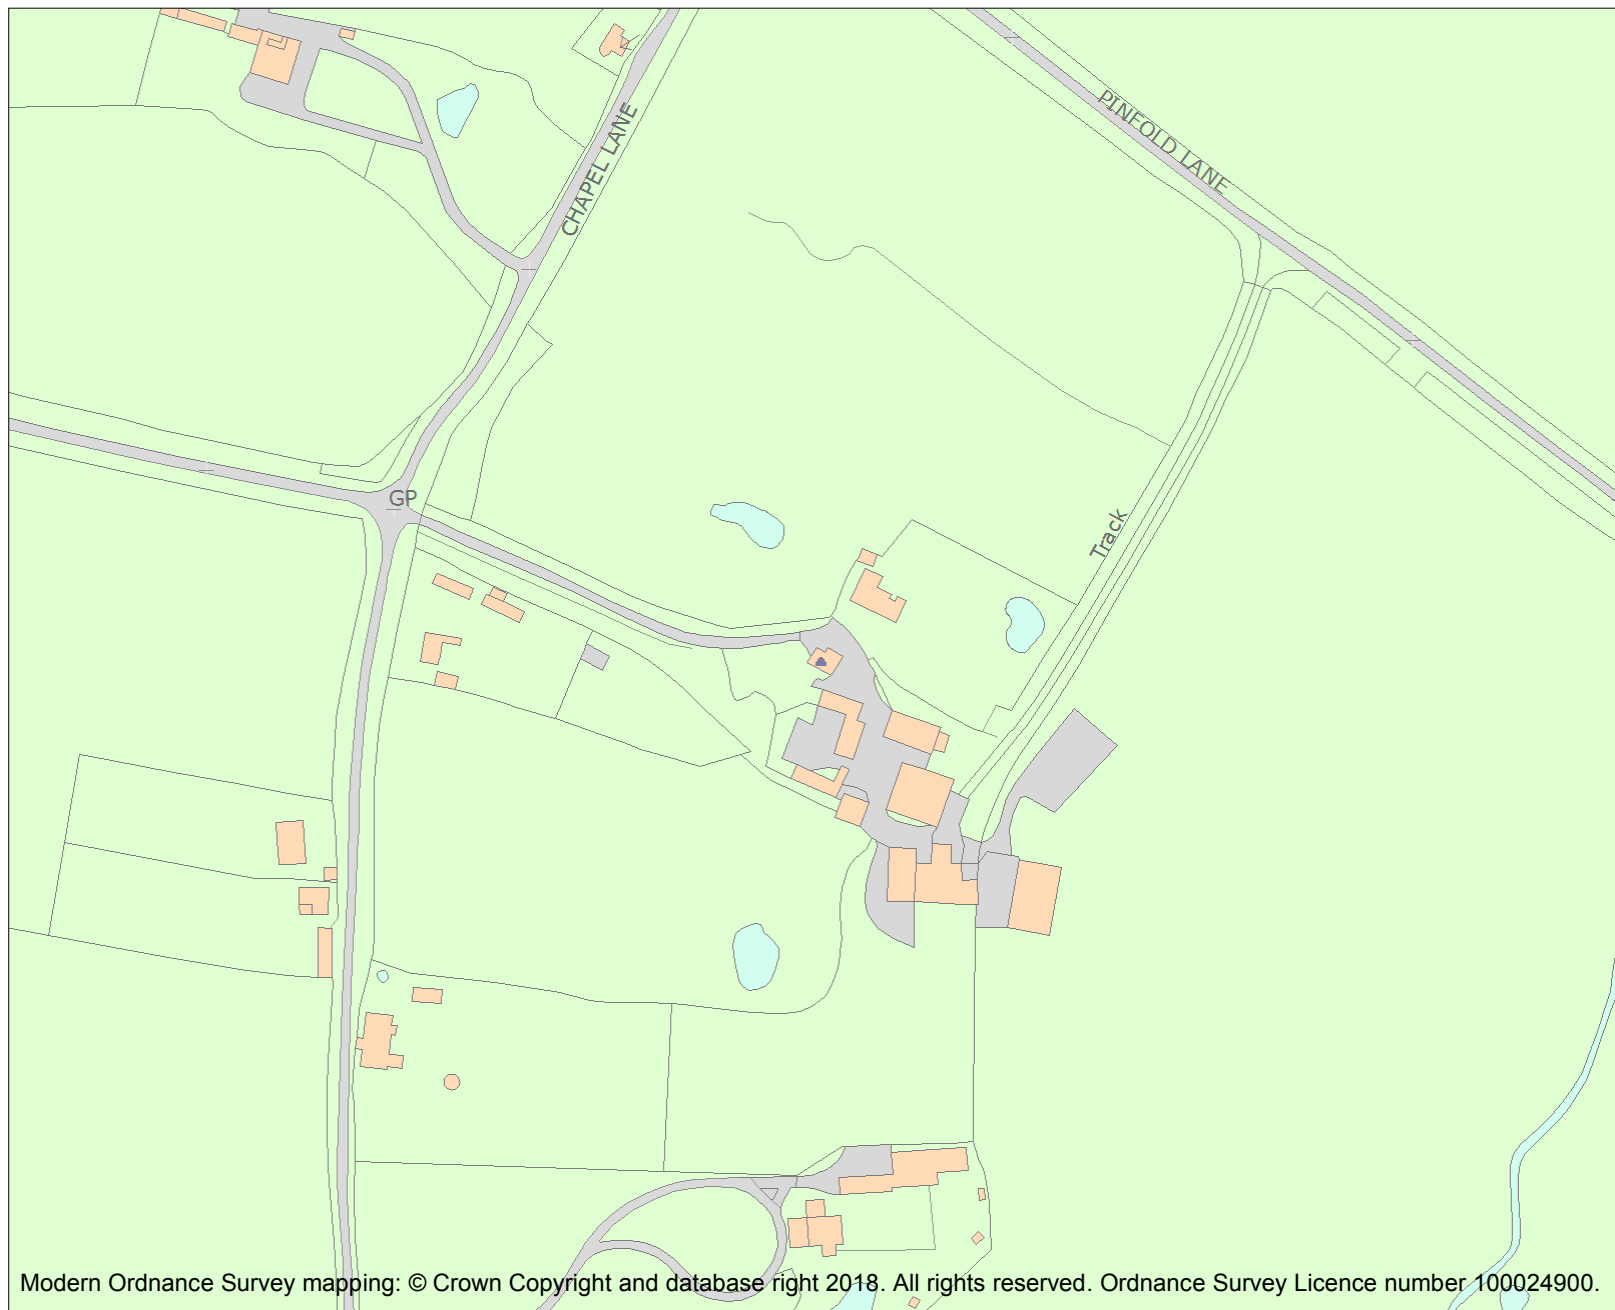 PINFOLD LANE
CHAPEL LANE
GP
Track
Modern Ordnance Survey mapping: © Crown Copyright and database right 2018. All rights reserved. Ordnance Survey Licence number 100024900.